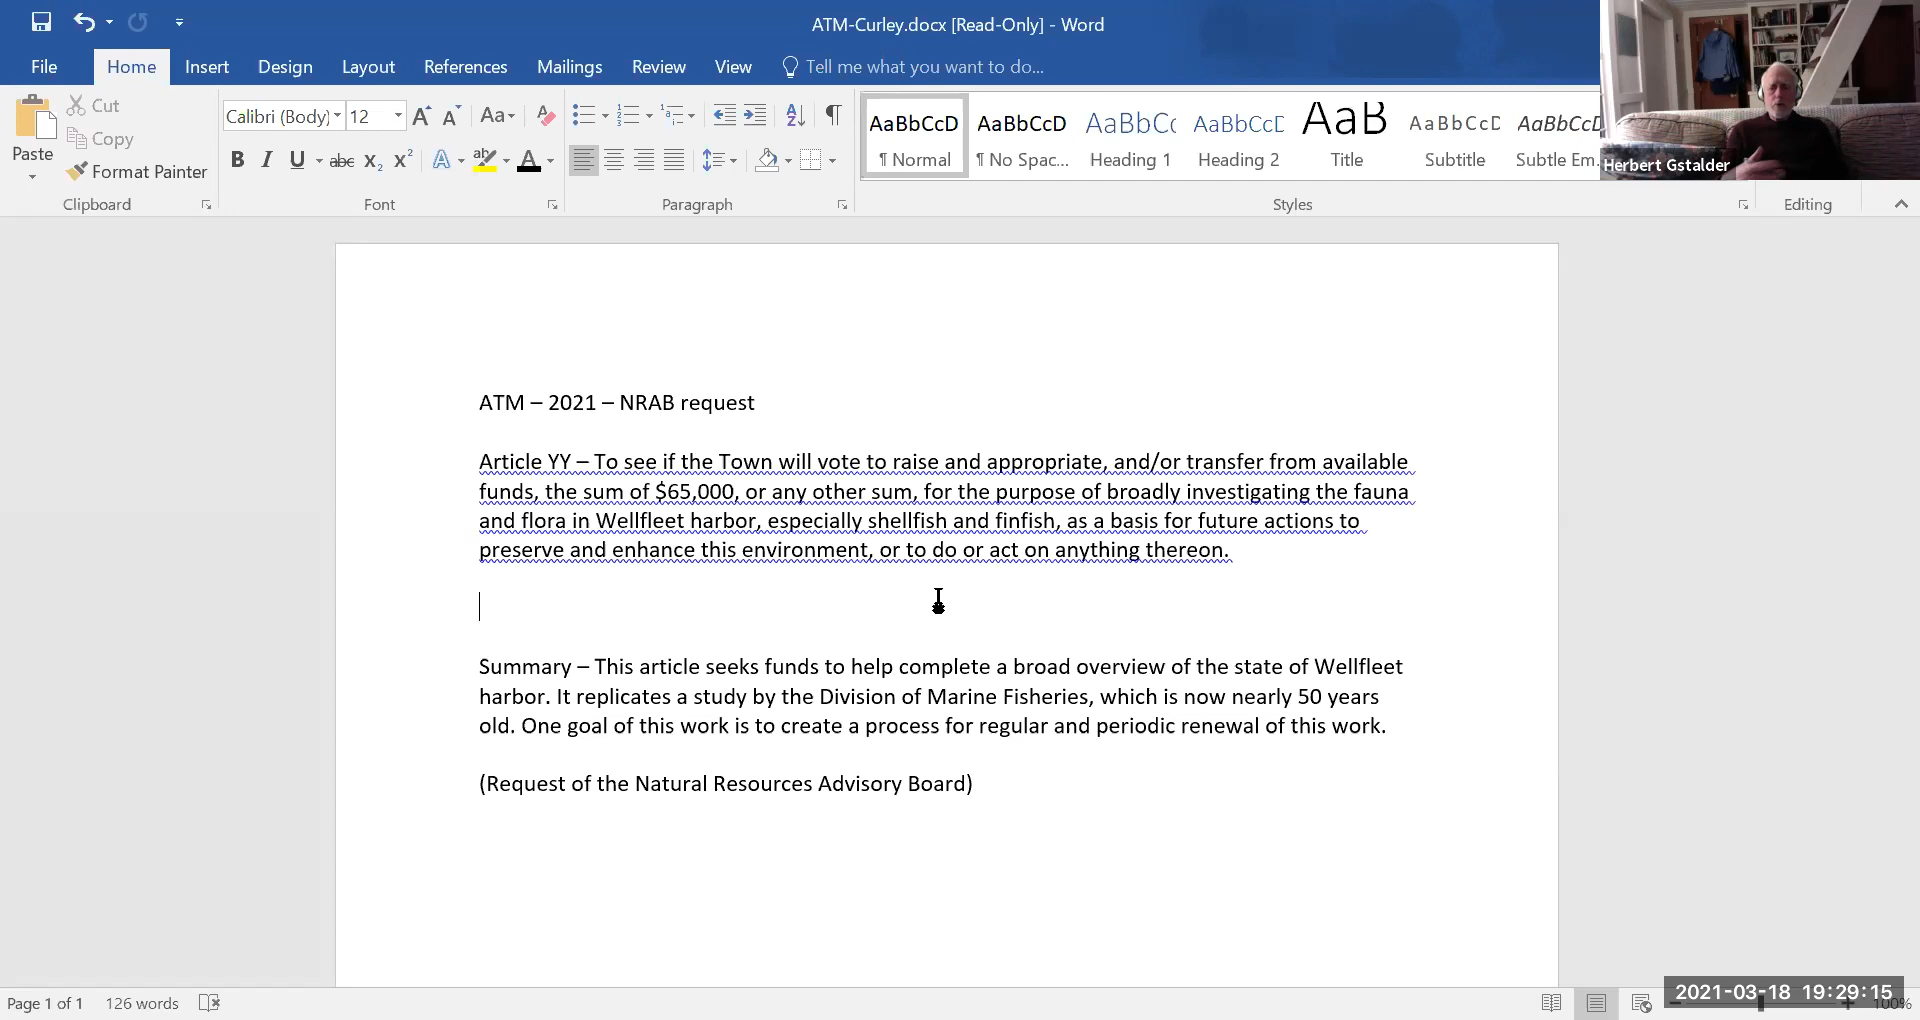 ATM-Curley.docx [Read-Only] - Word
File Home Insert Design Layout References Mailings Review View Tell me what you want to do...
Cut
Copy
Paste
Format Painter
Clipboard
Calibri (Body) 12
Aa
B I U abc X₂ X² A ab A
Font
Paragraph
AaBbCcD AaBbCcD AaBbCc AaBbCcD AaB AaBbCcD AaBbCcD
¶ Normal ¶ No Spac... Heading 1 Heading 2 Title Subtitle Subtle Em...
Styles
Editing
Herbert Gstalder
ATM – 2021 – NRAB request
Article YY – To see if the Town will vote to raise and appropriate, and/or transfer from available
funds, the sum of $65,000, or any other sum, for the purpose of broadly investigating the fauna
and flora in Wellfleet harbor, especially shellfish and finfish, as a basis for future actions to
preserve and enhance this environment, or to do or act on anything thereon.
Summary – This article seeks funds to help complete a broad overview of the state of Wellfleet
harbor. It replicates a study by the Division of Marine Fisheries, which is now nearly 50 years
old. One goal of this work is to create a process for regular and periodic renewal of this work.
(Request of the Natural Resources Advisory Board)
Page 1 of 1 126 words
2021-03-18 19:29:15
100%